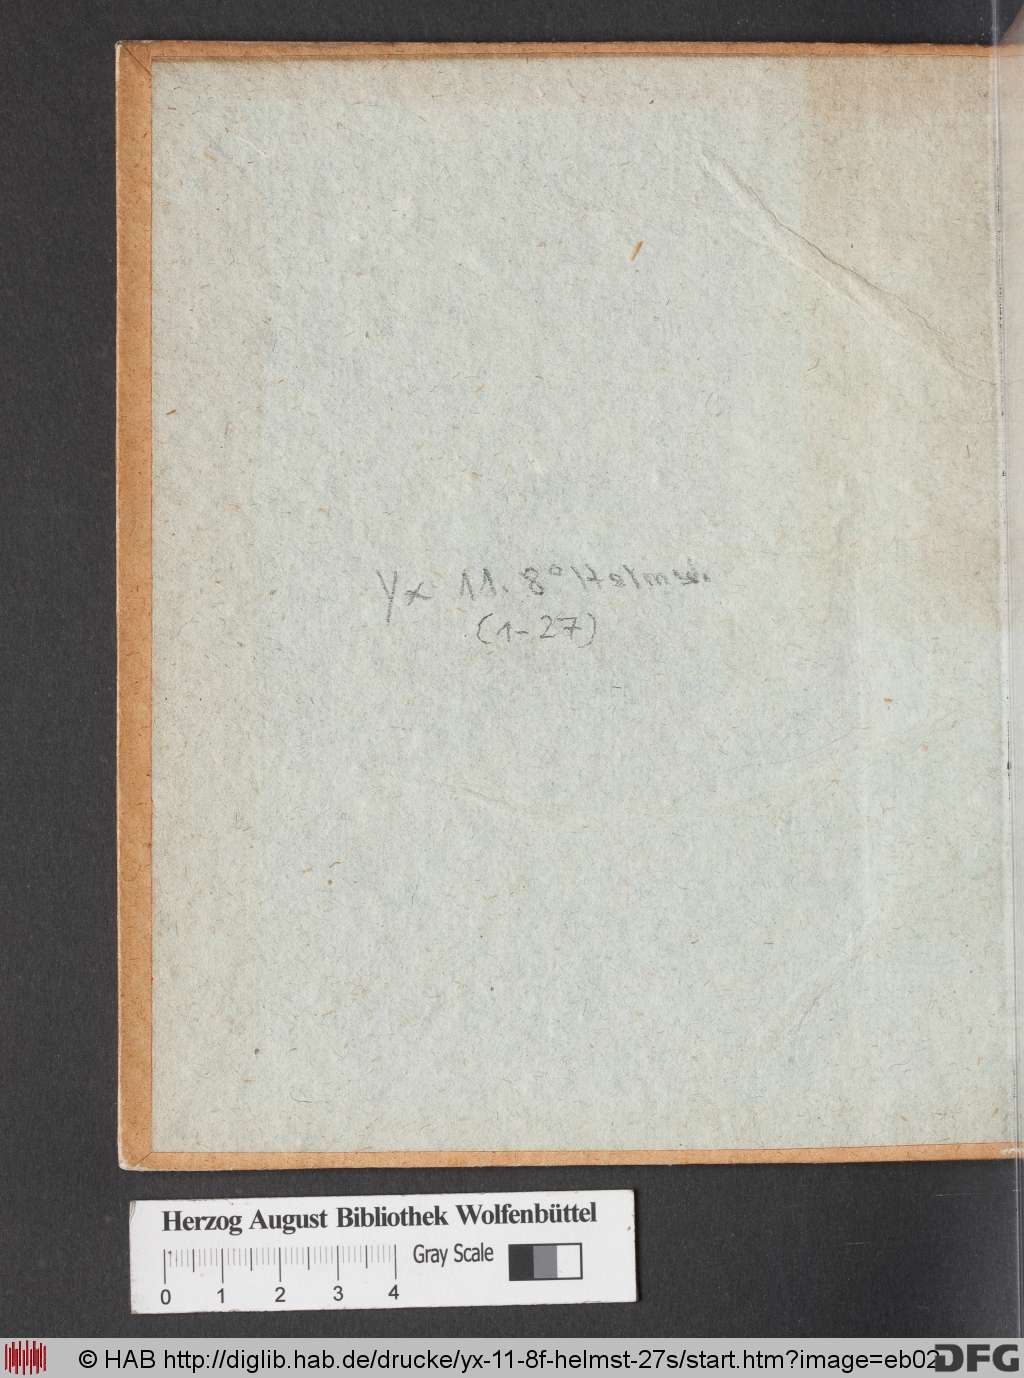 Yx 11. 8° Helmst.
(1-27)
Herzog August Bibliothek Wolfenbüttel
Gray Scale
0 1 2 3 4
© HAB http://diglib.hab.de/drucke/yx-11-8f-helmst-27s/start.htm?image=eb02
DFG